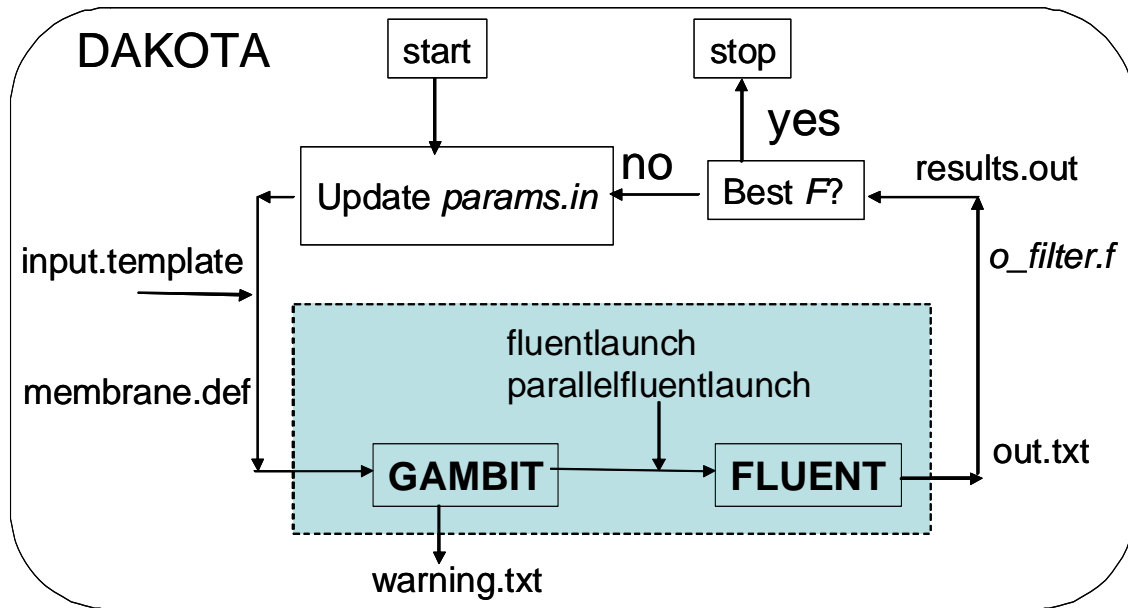 DAKOTA
start
stop
yes
no
Update params.in
Best F?
results.out
input.template
o_filter.f
fluentlaunch
parallelfluentlaunch
membrane.def
GAMBIT
FLUENT
out.txt
warning.txt